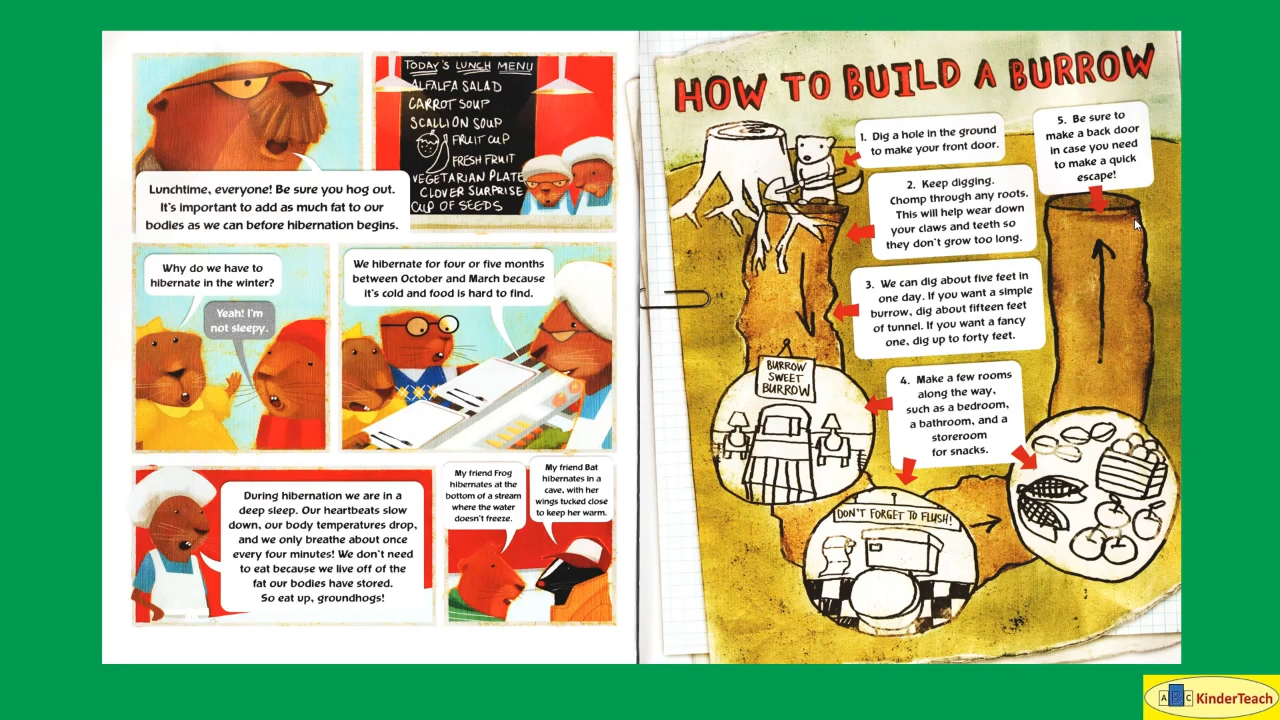 Lunchtime, everyone! Be sure you hog out.
It's important to add as much fat to our
bodies as we can before hibernation begins.
TODAY'S LUNCH MENU
ALFALFA SALAD
CARROT SOUP
SCALLION SOUP
FRUIT CUP
FRESH FRUIT
VEGETARIAN PLATE
CLOVER SURPRISE
CUP OF SEEDS
Why do we have to
hibernate in the winter?
Yeah! I'm
not sleepy.
We hibernate for four or five months
between October and March because
it's cold and food is hard to find.
During hibernation we are in a
deep sleep. Our heartbeats slow
down, our body temperatures drop,
and we only breathe about once
every four minutes! We don't need
to eat because we live off of the
fat our bodies have stored.
So eat up, groundhogs!
My friend Frog
hibernates at the
bottom of a stream
where the water
doesn't freeze.
My friend Bat
hibernates in a
cave, with her
wings tucked close
to keep her warm.
HOW TO BUILD A BURROW
1. Dig a hole in the ground
to make your front door.
2. Keep digging.
Chomp through any roots.
This will help wear down
your claws and teeth so
they don't grow too long.
3. We can dig about five feet in
one day. If you want a simple
burrow, dig about fifteen feet
of tunnel. If you want a fancy
one, dig up to forty feet.
4. Make a few rooms
along the way,
such as a bedroom,
a bathroom, and a
storeroom
for snacks.
5. Be sure to
make a back door
in case you need
to make a quick
escape!
BURROW
SWEET
BURROW
DON'T FORGET TO FLUSH!
ABC KinderTeach